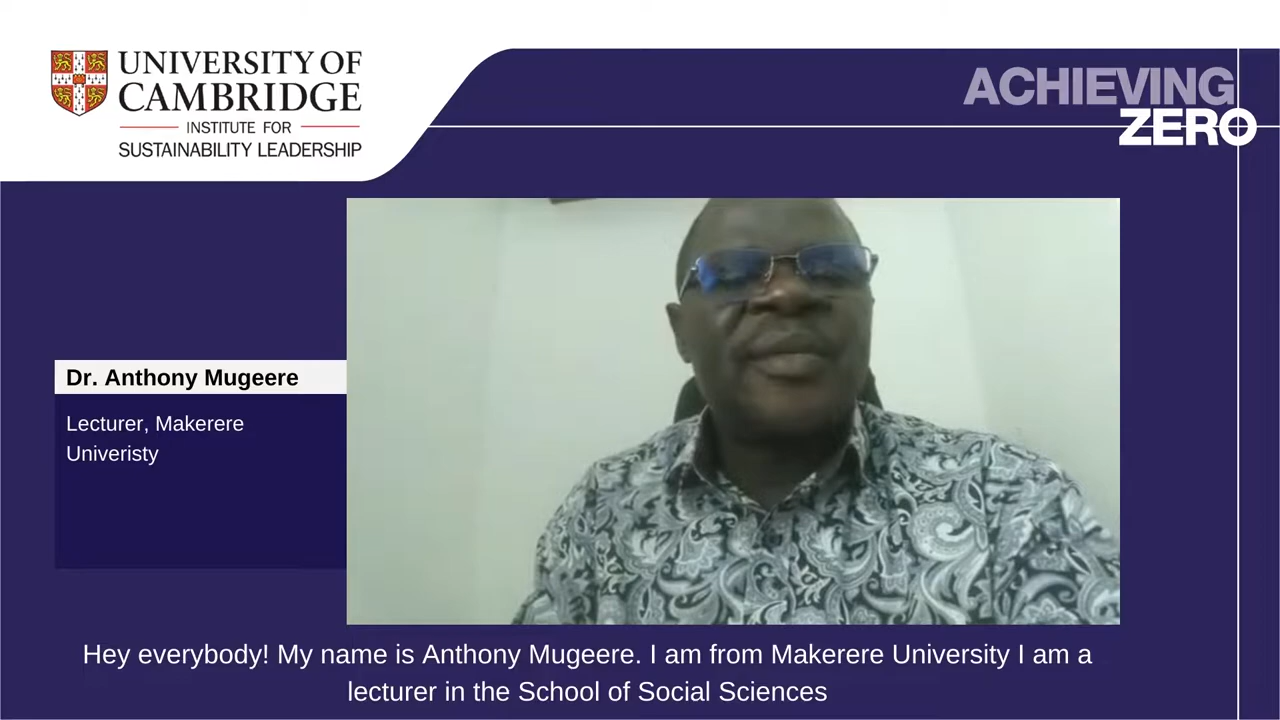 UNIVERSITY OF
CAMBRIDGE
INSTITUTE FOR
SUSTAINABILITY LEADERSHIP
ACHIEVING
ZERO
Dr. Anthony Mugeere
Lecturer, Makerere
Univeristy
Hey everybody! My name is Anthony Mugeere. I am from Makerere University I am a
lecturer in the School of Social Sciences